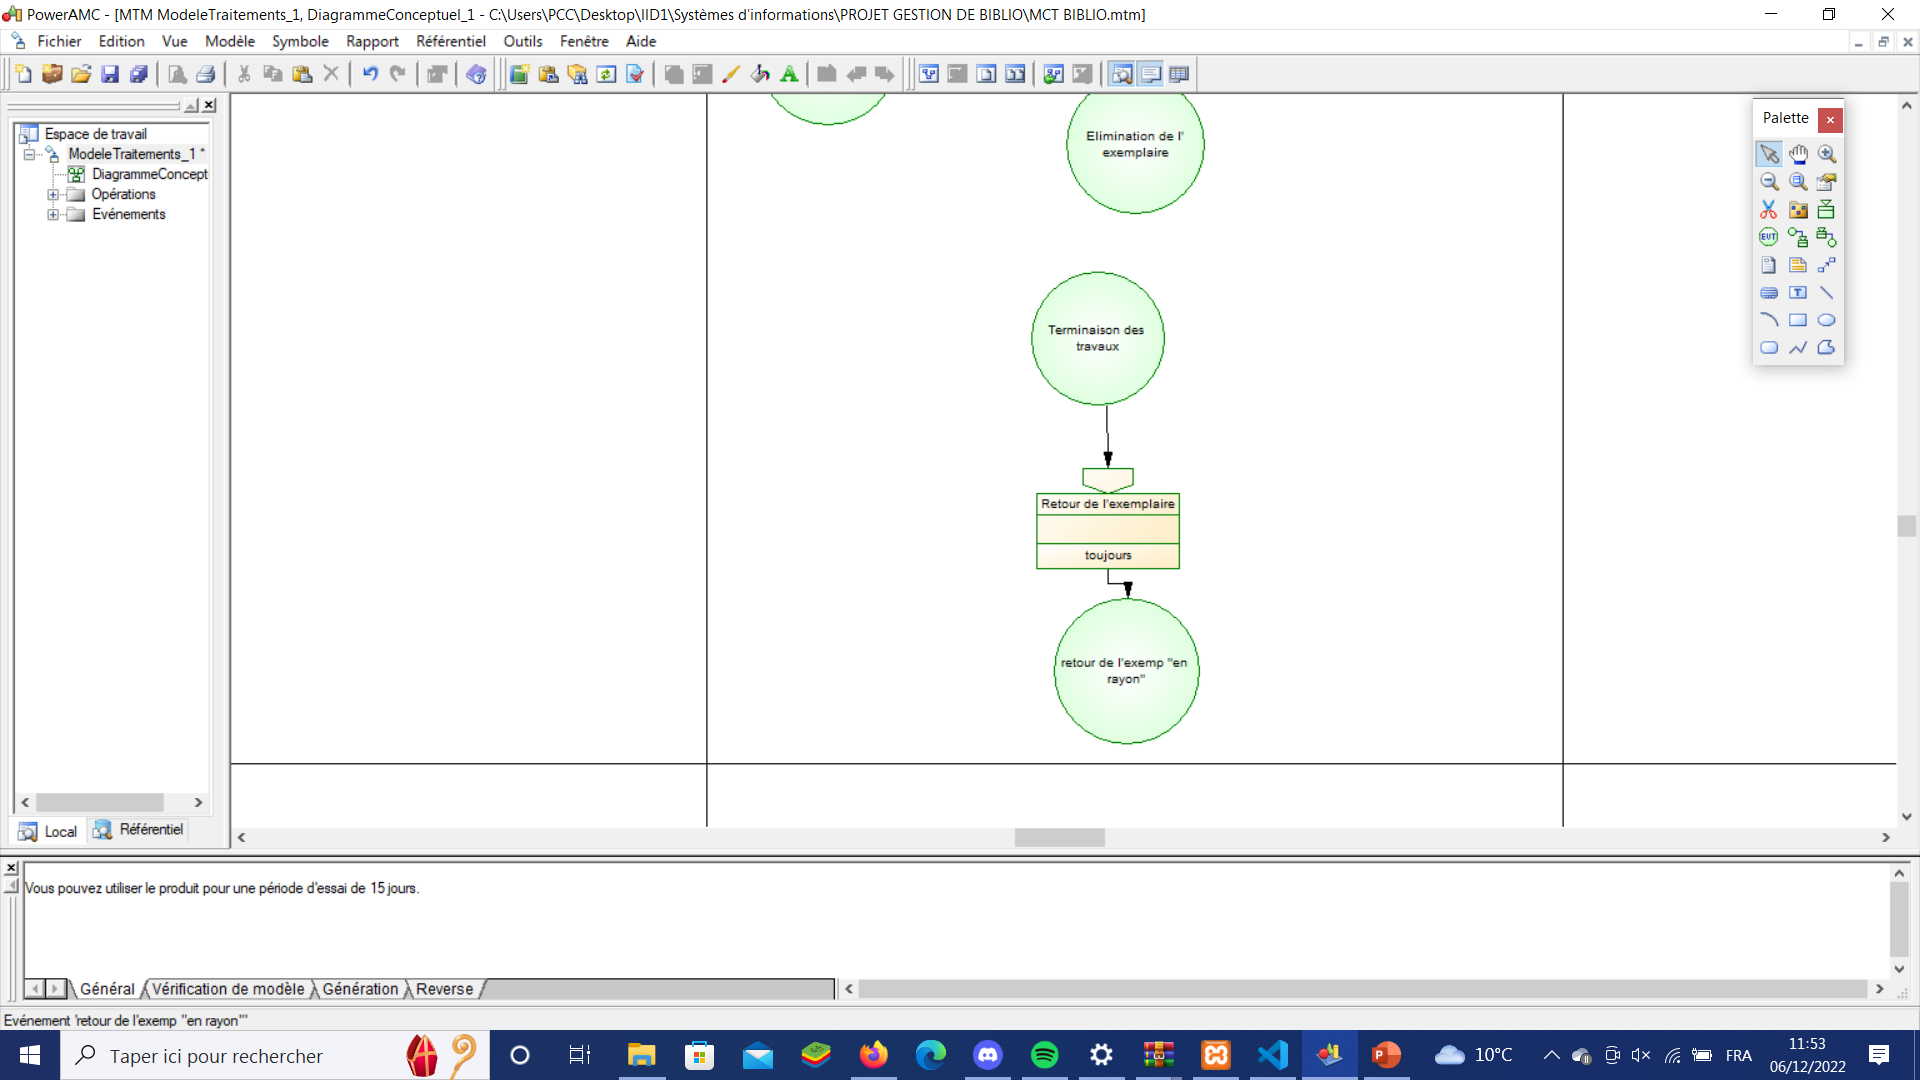 PowerAMC - [MTM ModeleTraitements_1, DiagrammeConceptuel_1 - C:\Users\PCC\Desktop\IID1\Systèmes d'informations\PROJET GESTION DE BIBLIO\MCT BIBLIO.mtm]
Fichier Edition Vue Modèle Symbole Rapport Référentiel Outils Fenêtre Aide
Espace de travail
ModeleTraitements_1 *
DiagrammeConcept
Opérations
Evénements
Local Référentiel
Elimination de l'
exemplaire
Terminaison des
travaux
Retour de l'exemplaire
toujours
retour de l'exemp "en
rayon"
Palette
EVT
T
Vous pouvez utiliser le produit pour une période d'essai de 15 jours.
Général Vérification de modèle Génération Reverse
Evénement 'retour de l'exemp "en rayon"'
Taper ici pour rechercher
10°C
FRA
11:53
06/12/2022